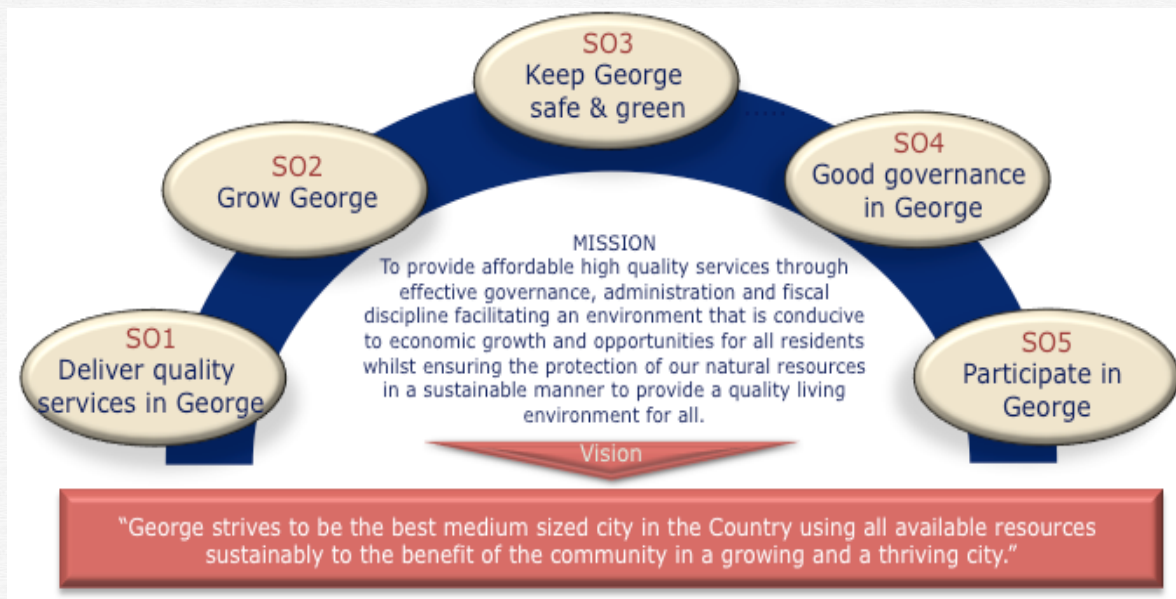 SO3
Keep George
safe & green
.....
SO2
Grow George
SO4
Good governance
in George
SO1
Deliver quality
services in George
SO5
Participate in
George
MISSION
To provide affordable high quality services through
effective governance, administration and fiscal
discipline facilitating an environment that is conducive
to economic growth and opportunities for all residents
whilst ensuring the protection of our natural resources
in a sustainable manner to provide a quality living
environment for all.
Vision
“George strives to be the best medium sized city in the Country using all available resources
sustainably to the benefit of the community in a growing and a thriving city.”